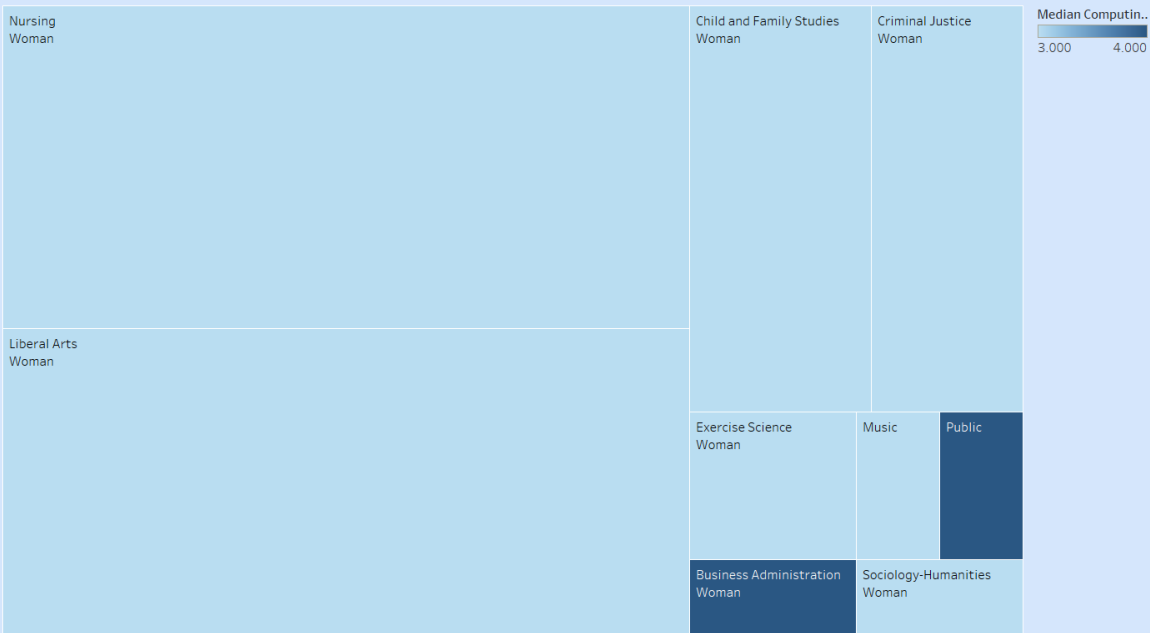 Nursing
Woman
Child and Family Studies
Woman
Criminal Justice
Woman
Median Computin..
3.000 4.000
Liberal Arts
Woman
Exercise Science
Woman
Music
Public
Business Administration
Woman
Sociology-Humanities
Woman